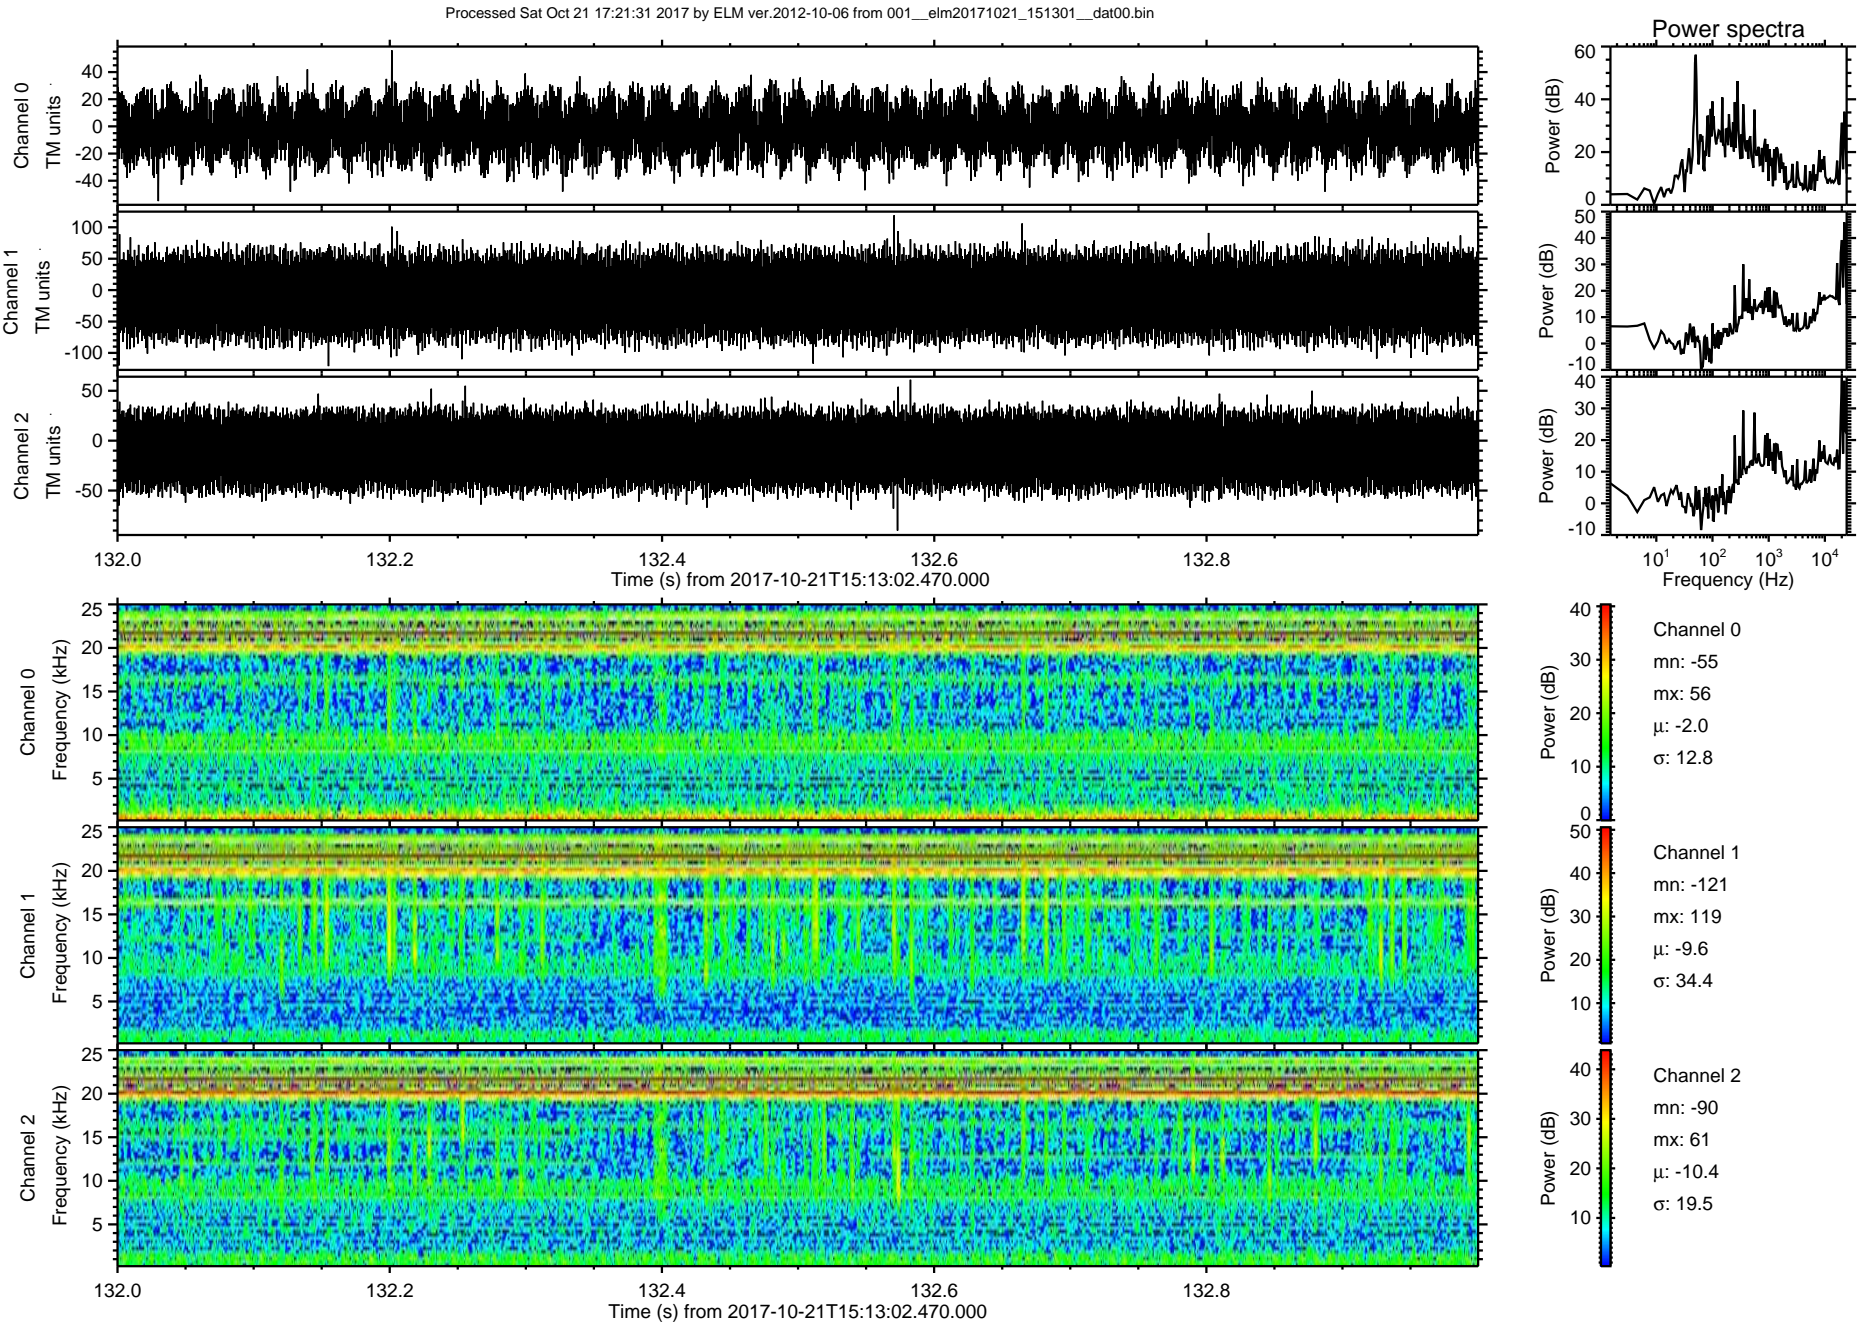 Processed Sat Oct 21 17:21:31 2017 by ELM ver.2012-10-06 from 001__elm20171021_151301__dat00.bin
Power spectra
Channel 0
TM units
40
20
0
-20
-40
Power (dB)
60
40
20
0
Channel 1
TM units
100
50
0
-50
-100
Power (dB)
50
40
30
20
10
0
-10
Channel 2
TM units
50
0
-50
Power (dB)
40
30
20
10
0
-10
132.0 132.2 132.4 132.6 132.8
Time (s) from 2017-10-21T15:13:02.470.000
10¹ 10² 10³ 10⁴
Frequency (Hz)
Channel 0
Frequency (kHz)
25
20
15
10
5
Power (dB)
40
30
20
10
0
Channel 0
mn: -55
mx: 56
μ: -2.0
σ: 12.8
Channel 1
Frequency (kHz)
25
20
15
10
5
Power (dB)
50
40
30
20
10
Channel 1
mn: -121
mx: 119
μ: -9.6
σ: 34.4
Channel 2
Frequency (kHz)
25
20
15
10
5
Power (dB)
40
30
20
10
Channel 2
mn: -90
mx: 61
μ: -10.4
σ: 19.5
132.0 132.2 132.4 132.6 132.8
Time (s) from 2017-10-21T15:13:02.470.000